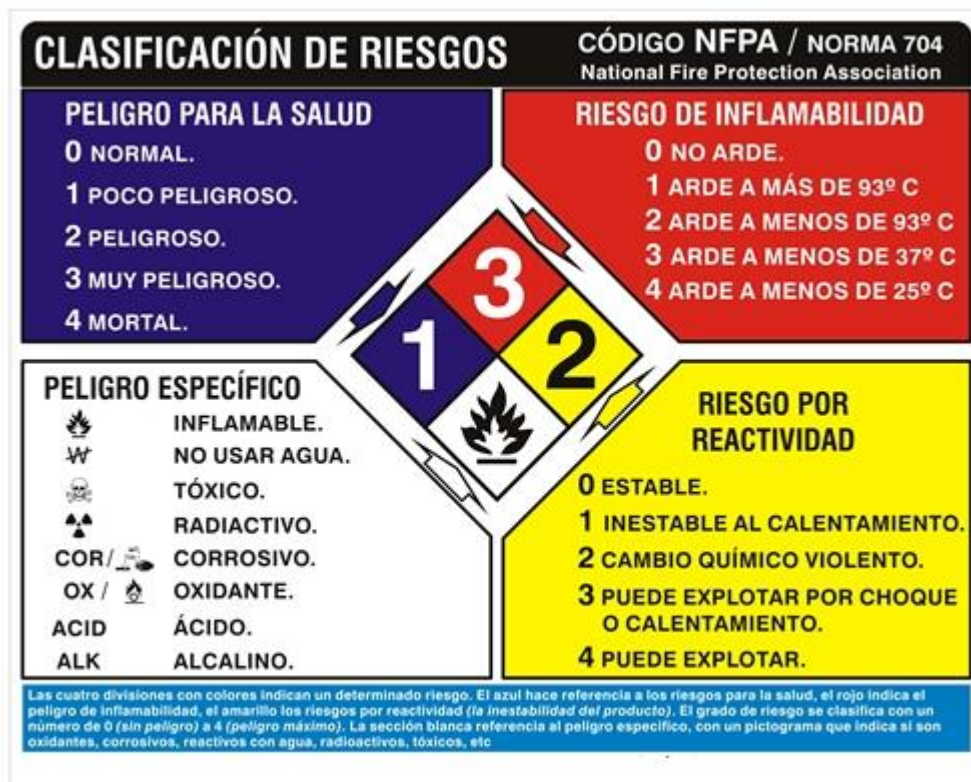 CLASIFICACIÓN DE RIESGOS
CÓDIGO NFPA / NORMA 704
National Fire Protection Association
PELIGRO PARA LA SALUD
0 NORMAL.
1 POCO PELIGROSO.
2 PELIGROSO.
3 MUY PELIGROSO.
4 MORTAL.
RIESGO DE INFLAMABILIDAD
0 NO ARDE.
1 ARDE A MÁS DE 93º C
2 ARDE A MENOS DE 93º C
3 ARDE A MENOS DE 37º C
4 ARDE A MENOS DE 25º C
3
1
2
PELIGRO ESPECÍFICO
INFLAMABLE.
W NO USAR AGUA.
TÓXICO.
RADIACTIVO.
COR/ CORROSIVO.
OX / OXIDANTE.
ACID ÁCIDO.
ALK ALCALINO.
RIESGO POR
REACTIVIDAD
0 ESTABLE.
1 INESTABLE AL CALENTAMIENTO.
2 CAMBIO QUÍMICO VIOLENTO.
3 PUEDE EXPLOTAR POR CHOQUE
O CALENTAMIENTO.
4 PUEDE EXPLOTAR.
Las cuatro divisiones con colores indican un determinado riesgo. El azul hace referencia a los riesgos para la salud, el rojo indica el
peligro de inflamabilidad, el amarillo los riesgos por reactividad (la inestabilidad del producto). El grado de riesgo se clasifica con un
número de 0 (sin peligro) a 4 (peligro máximo). La sección blanca referencia al peligro especifico, con un pictograma que indica si son
oxidantes, corrosivos, reactivos con agua, radioactivos, tóxicos, etc